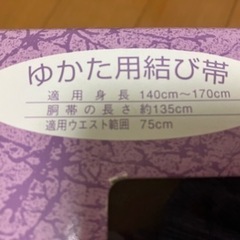 ゆかた用結び帯
適用身長 140cm～170cm
胴帯の長さ 約135cm
適用ウエスト範囲 75cm